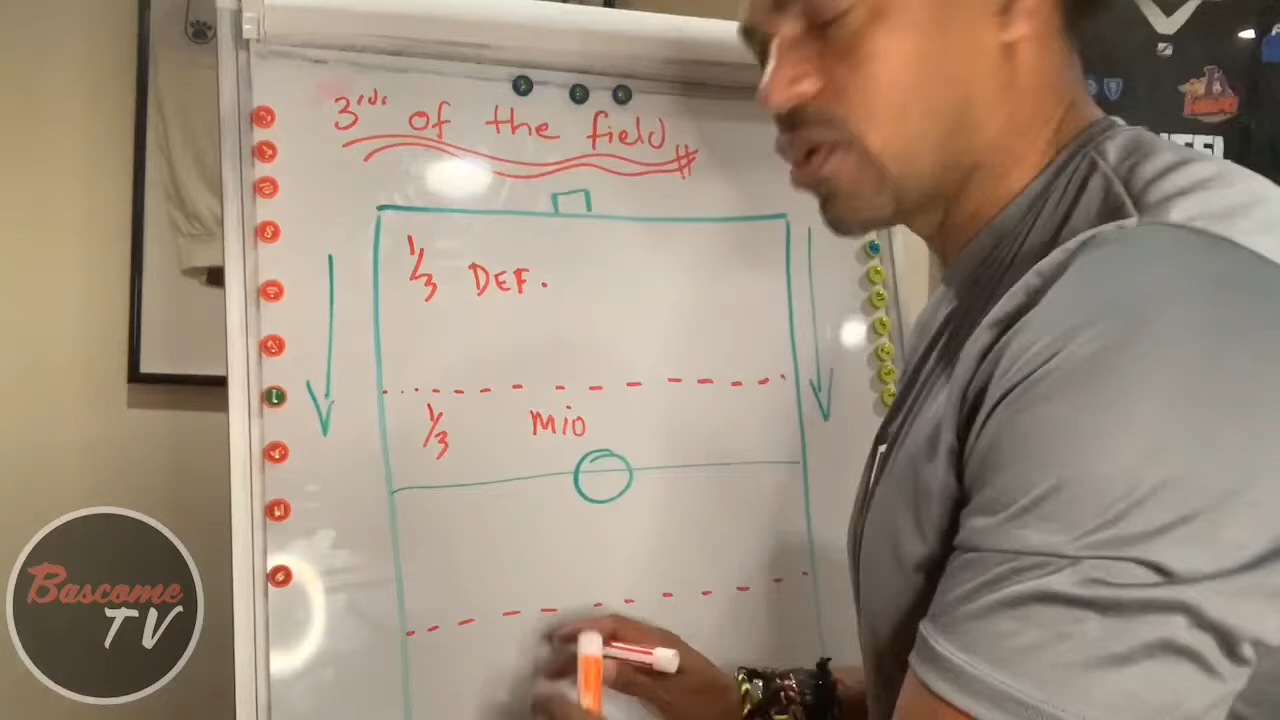 3rds of the field
1/3 DEF.
1/3 MID
Bascome
TV